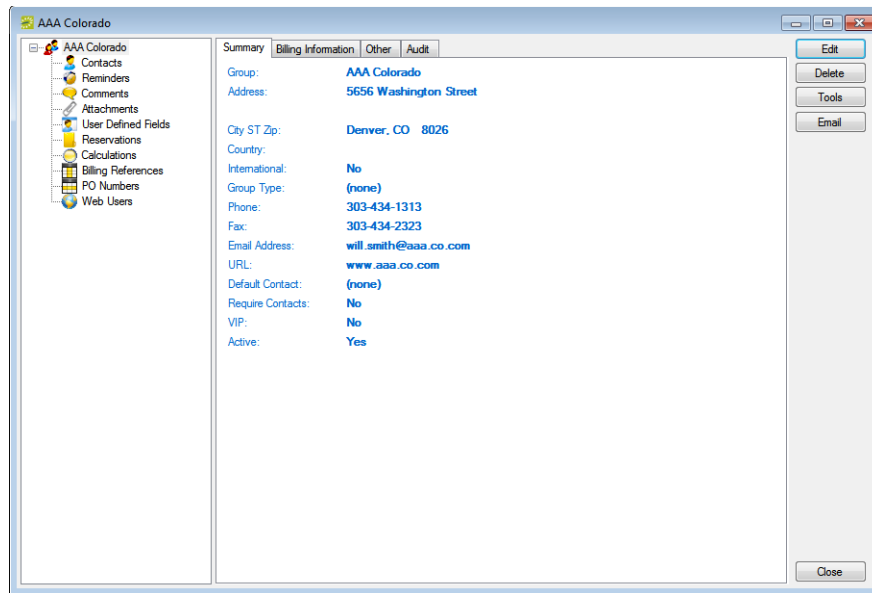 AAA Colorado
AAA Colorado
Contacts
Reminders
Comments
Attachments
User Defined Fields
Reservations
Calculations
Billing References
PO Numbers
Web Users
Summary Billing Information Other Audit
Group: AAA Colorado
Address: 5656 Washington Street
City ST Zip: Denver, CO 8026
Country:
International: No
Group Type: (none)
Phone: 303-434-1313
Fax: 303-434-2323
Email Address: will.smith@aaa.co.com
URL: www.aaa.co.com
Default Contact: (none)
Require Contacts: No
VIP: No
Active: Yes
Edit
Delete
Tools
Email
Close